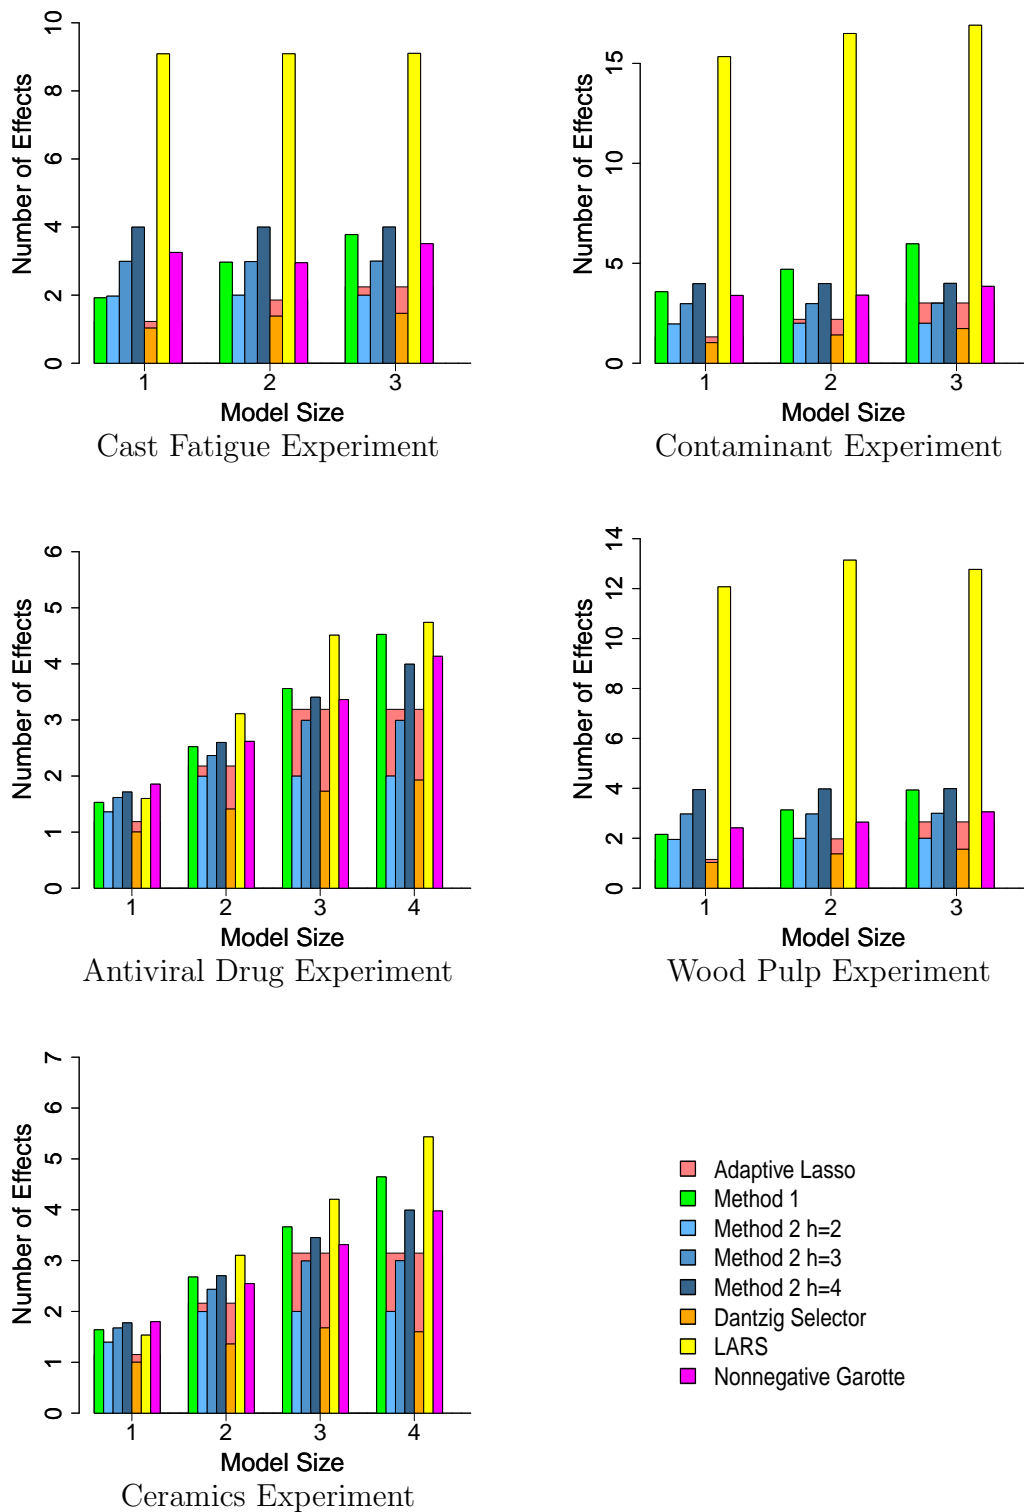 Number of Effects
0 2 4 6 8 10
1 2 3
Model Size
Cast Fatigue Experiment
Number of Effects
0 5 10 15
1 2 3
Model Size
Contaminant Experiment
Number of Effects
0 1 2 3 4 5 6
1 2 3 4
Model Size
Antiviral Drug Experiment
Number of Effects
0 2 4 6 8 10 12 14
1 2 3
Model Size
Wood Pulp Experiment
Number of Effects
0 1 2 3 4 5 6 7
1 2 3 4
Model Size
Ceramics Experiment
Adaptive Lasso
Method 1
Method 2 h=2
Method 2 h=3
Method 2 h=4
Dantzig Selector
LARS
Nonnegative Garotte